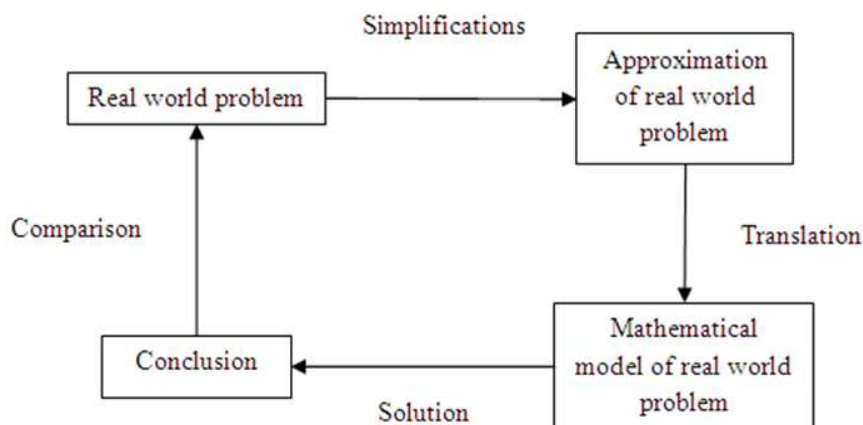 Simplifications
Real world problem
Approximation
of real world
problem
Comparison
Translation
Conclusion
Mathematical
model of real world
problem
Solution